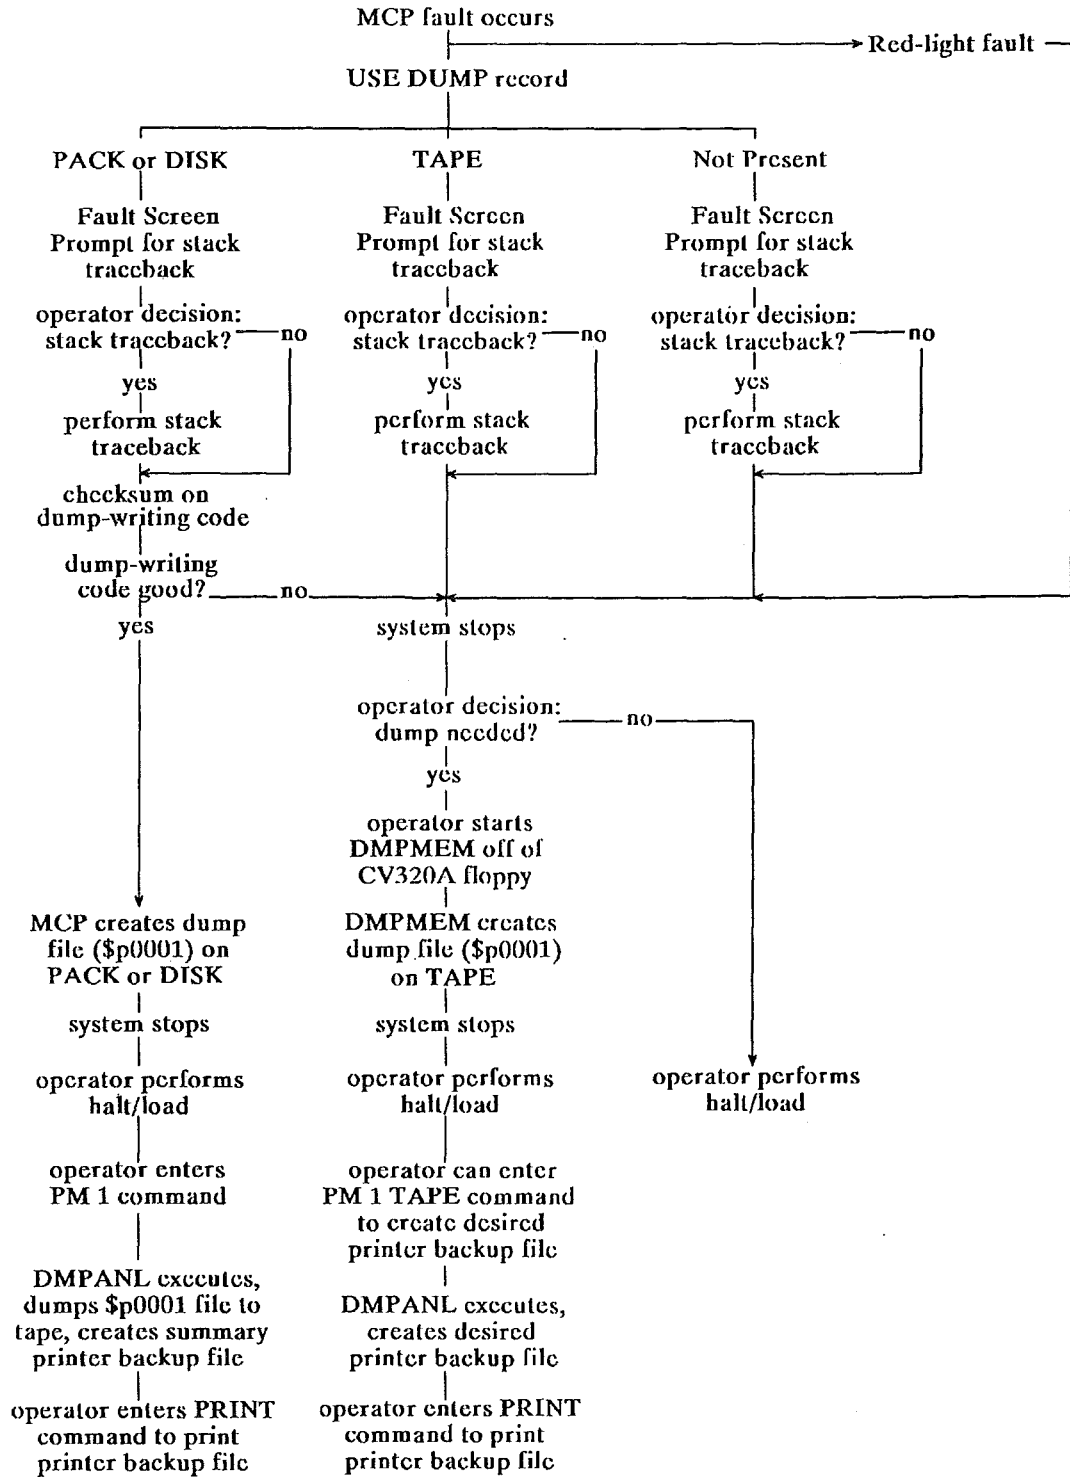 MCP fault occurs
Red-light fault
USE DUMP record
PACK or DISK
TAPE
Not Present
Fault Screen
Prompt for stack
traceback
Fault Screen
Prompt for stack
traceback
Fault Screen
Prompt for stack
traceback
operator decision:
stack traceback?
no
operator decision:
stack traceback?
no
operator decision:
stack traceback?
no
yes
yes
yes
perform stack
traceback
perform stack
traceback
perform stack
traceback
checksum on
dump-writing code
dump-writing
code good?
no
yes
system stops
operator decision:
dump needed?
no
yes
operator starts
DMPMEM off of
CV320A floppy
MCP creates dump
file ($p0001) on
PACK or DISK
DMPMEM creates
dump file ($p0001)
on TAPE
system stops
system stops
operator performs
halt/load
operator performs
halt/load
operator performs
halt/load
operator enters
PM 1 command
operator can enter
PM 1 TAPE command
to create desired
printer backup file
DMPANL executes,
dumps $p0001 file to
tape, creates summary
printer backup file
DMPANL executes,
creates desired
printer backup file
operator enters PRINT
command to print
printer backup file
operator enters PRINT
command to print
printer backup file